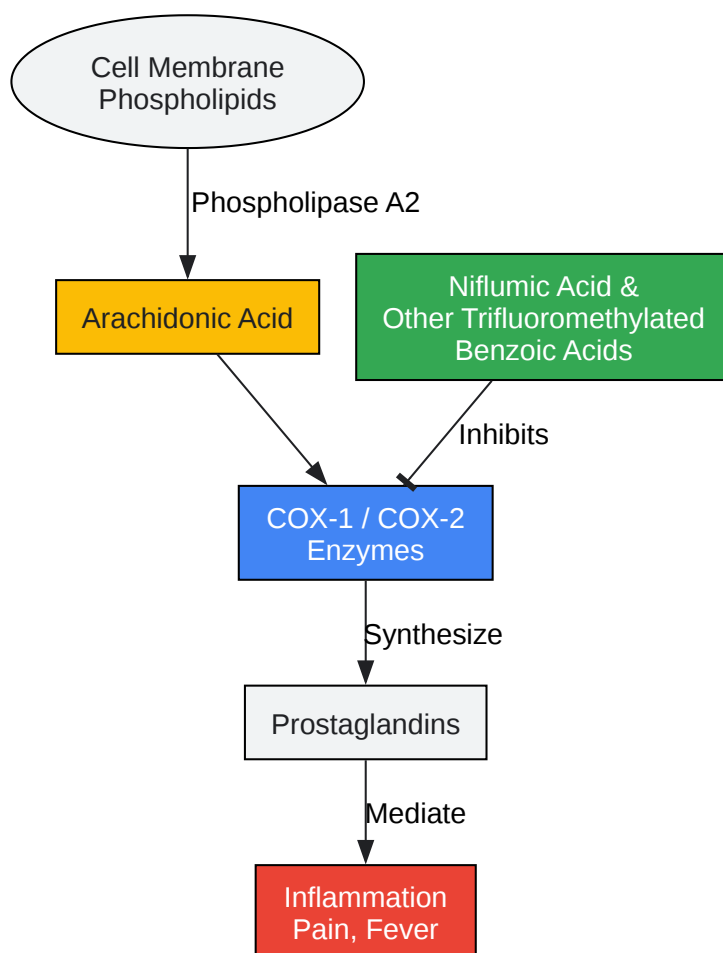 Cell Membrane
Phospholipids
Phospholipase A2
Arachidonic Acid
Niflumic Acid &
Other Trifluoromethylated
Benzoic Acids
Inhibits
COX-1 / COX-2
Enzymes
Synthesize
Prostaglandins
Mediate
Inflammation
Pain, Fever